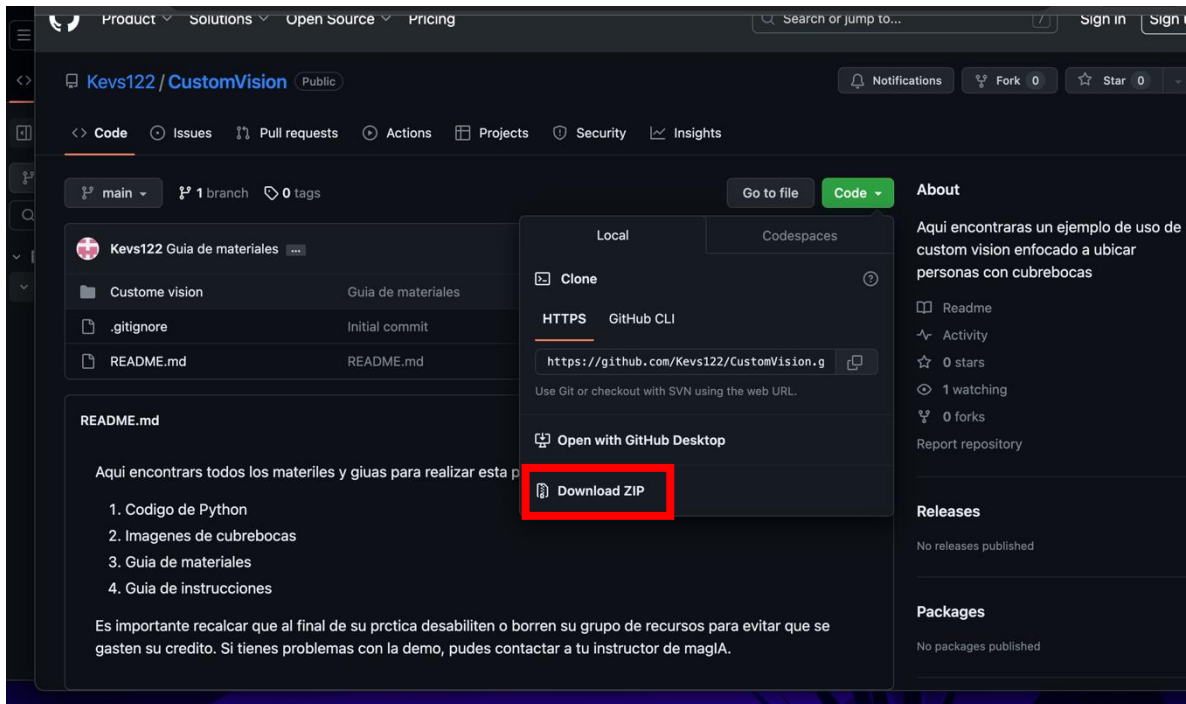 Product Solutions Open Source Pricing
Search or jump to... / Sign in Sign
Kevs122 / CustomVision Public
Notifications Fork 0 Star 0
Code Issues Pull requests Actions Projects Security Insights
main 1 branch 0 tags
Go to file Code
About
Aqui encontraras un ejemplo de uso de
custom vision enfocado a ubicar
personas con cubrebocas
Readme
Activity
0 stars
1 watching
0 forks
Report repository
Releases
No releases published
Packages
No packages published
Kevs122 Guia de materiales ...
Custome vision Guia de materiales
.gitignore Initial commit
README.md README.md
Local Codespaces
Clone
HTTPS GitHub CLI
https://github.com/Kevs122/CustomVision.g
Use Git or checkout with SVN using the web URL.
Open with GitHub Desktop
Download ZIP
README.md
Aqui encontrars todos los materiles y giuas para realizar esta p
1. Codigo de Python
2. Imagenes de cubrebocas
3. Guia de materiales
4. Guia de instrucciones
Es importante recalcar que al final de su prctica desabiliten o borren su grupo de recursos para evitar que se
gasten su credito. Si tienes problemas con la demo, pudes contactar a tu instructor de magIA.